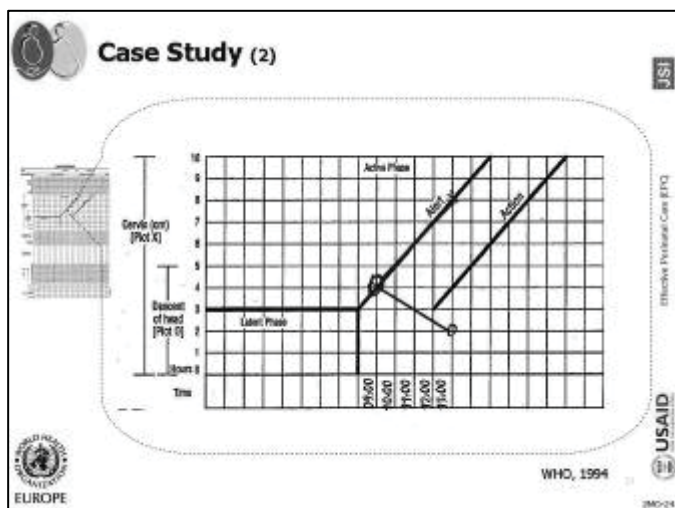 Case Study (2)
JSI
10
9
8
7
6
5
4
3
2
1
Hours 0
Active Phase
Alert
Action
Cervix (cm)
[Plot X]
Descent
of head
[Plot O]
Latent Phase
Time
09:00
10:00
11:00
12:00
Effective Perinatal Care (EPC)
USAID
WORLD HEALTH
ORGANIZATION
EUROPE
WHO, 1994